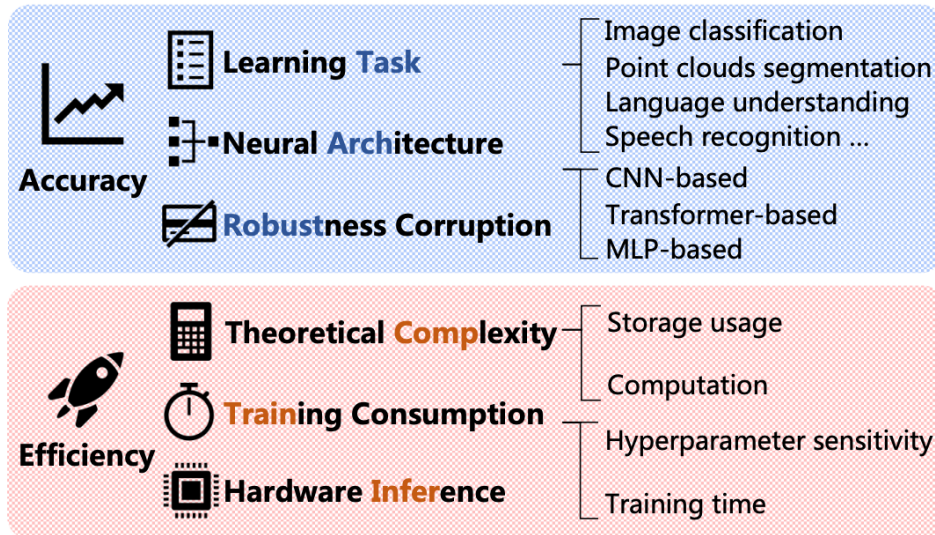 Accuracy
Learning Task
Neural Architecture
Robustness Corruption
Image classification
Point clouds segmentation
Language understanding
Speech recognition ...
CNN-based
Transformer-based
MLP-based
Efficiency
Theoretical Complexity
Training Consumption
Hardware Inference
Storage usage
Computation
Hyperparameter sensitivity
Training time